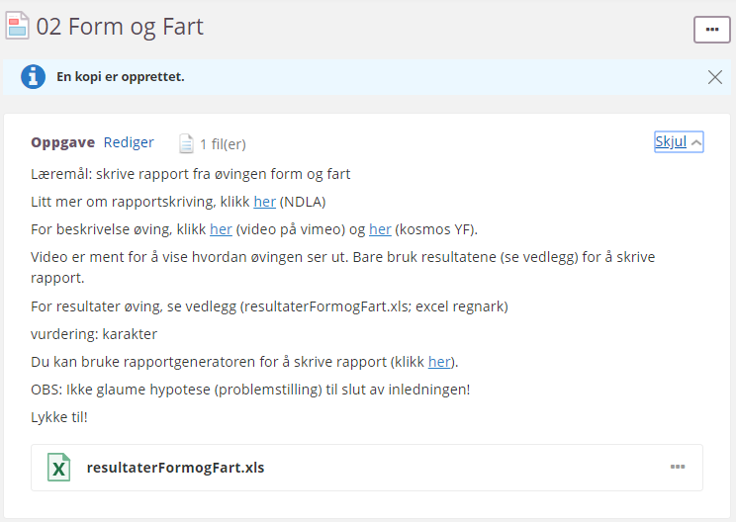 02 Form og Fart
En kopi er opprettet.
Oppgave Rediger 1 fil(er) Skjul
Læremål: skrive rapport fra øvingen form og fart
Litt mer om rapportskriving, klikk her (NDLA)
For beskrivelse øving, klikk her (video på vimeo) og her (kosmos YF).
Video er ment for å vise hvordan øvingen ser ut. Bare bruk resultatene (se vedlegg) for å skrive
rapport.
For resultater øving, se vedlegg (resultaterFormogFart.xls; excel regnark)
vurdering: karakter
Du kan bruke rapportgeneratoren for å skrive rapport (klikk her).
OBS: Ikke glaume hypotese (problemstilling) til slut av inledningen!
Lykke til!
resultaterFormogFart.xls